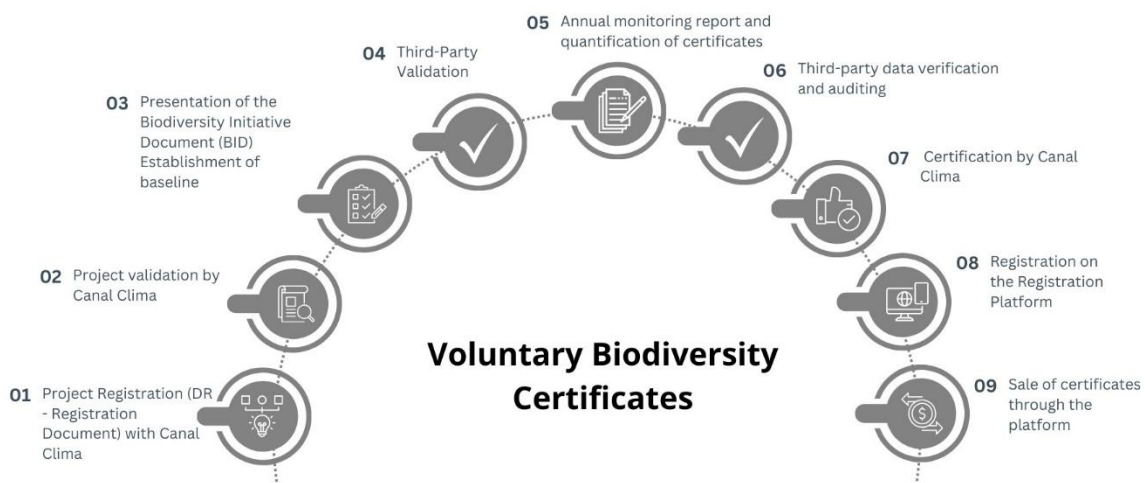 01 Project Registration (DR
- Registration
Document) with Canal
Clima
02 Project validation by
Canal Clima
03 Presentation of the
Biodiversity Initiative
Document (BID)
Establishment of
baseline
04 Third-Party
Validation
05 Annual monitoring report and
quantification of certificates
06 Third-party data verification
and auditing
07 Certification by Canal
Clima
08 Registration on
the Registration
Platform
09 Sale of certificates
through the
platform
Voluntary Biodiversity
Certificates